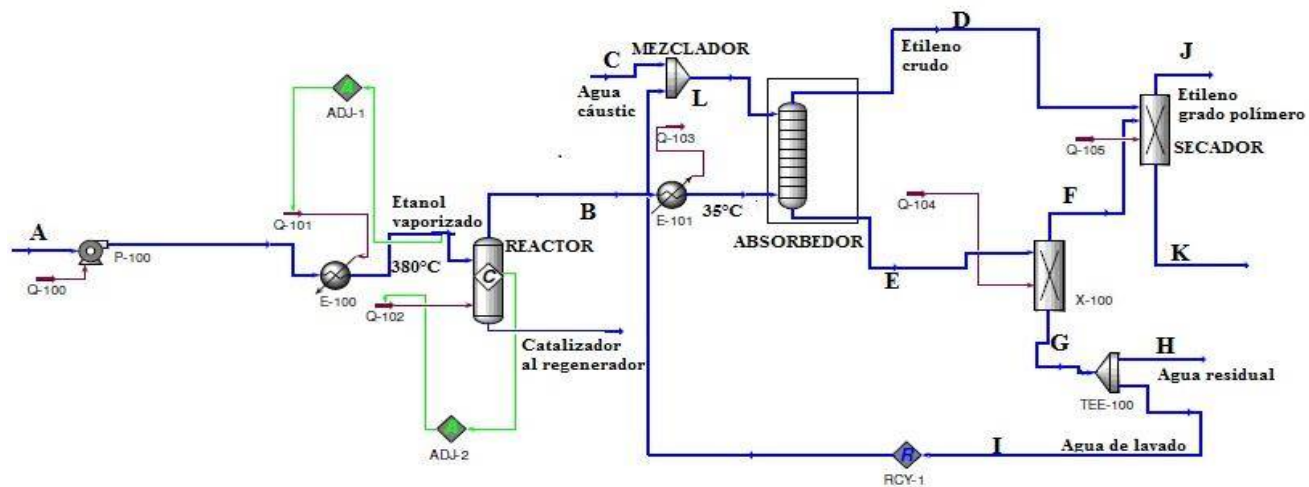 D
C
MEZCLADOR
Etileno
crudo
J
Agua
cáustic
L
Etileno
grado polímero
ADJ-1
Q-103
Q-105
SECADOR
Q-101
Etanol
vaporizado
B
E-101
35°C
Q-104
F
A
REACTOR
ABSORBEDOR
P-100
380°C
C
E
K
Q-100
E-100
Q-102
X-100
Catalizador
al regenerador
G
H
Agua residual
TEE-100
A
ADJ-2
Agua de lavado
I
R
RCY-1